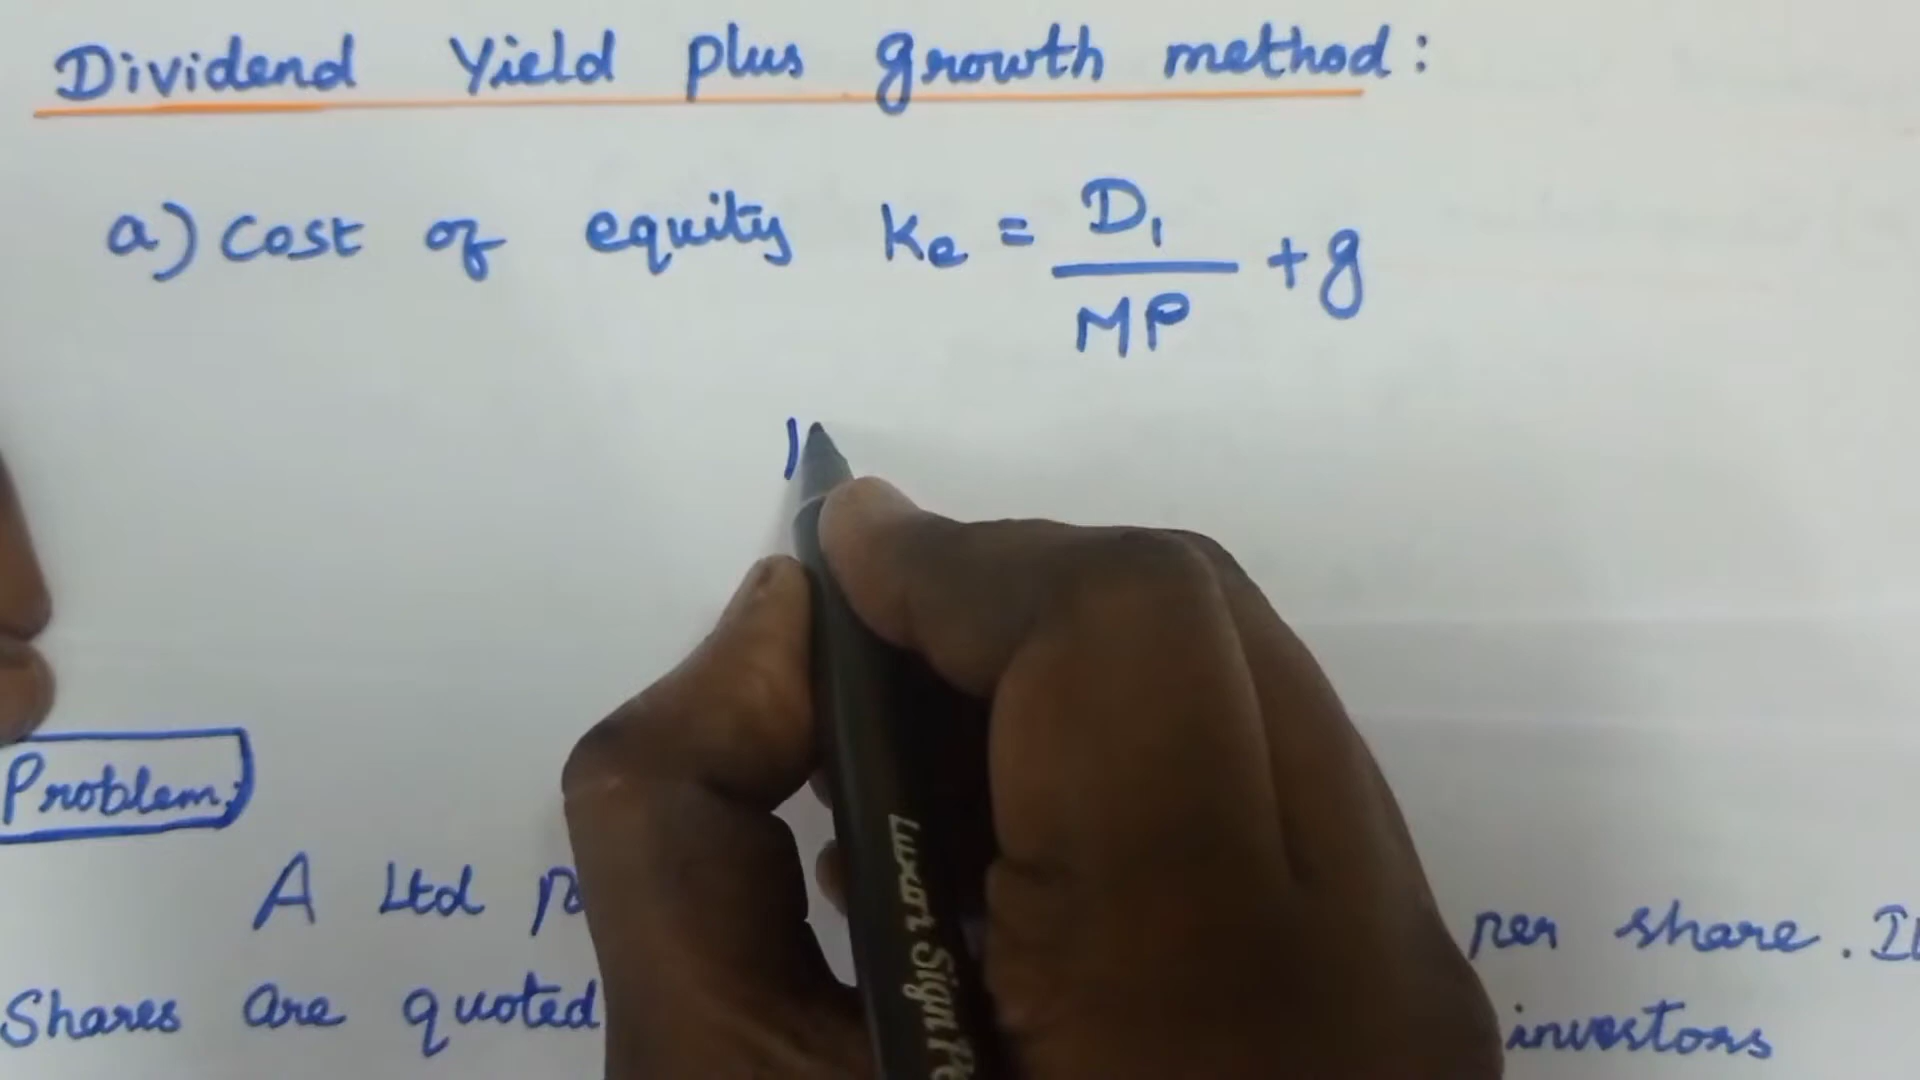 Dividend Yield plus growth method:
a) Cost of equity Ke = D1 / MP + g
Problem:
A Ltd per share.
Shares are quoted investors
Luxor Sign